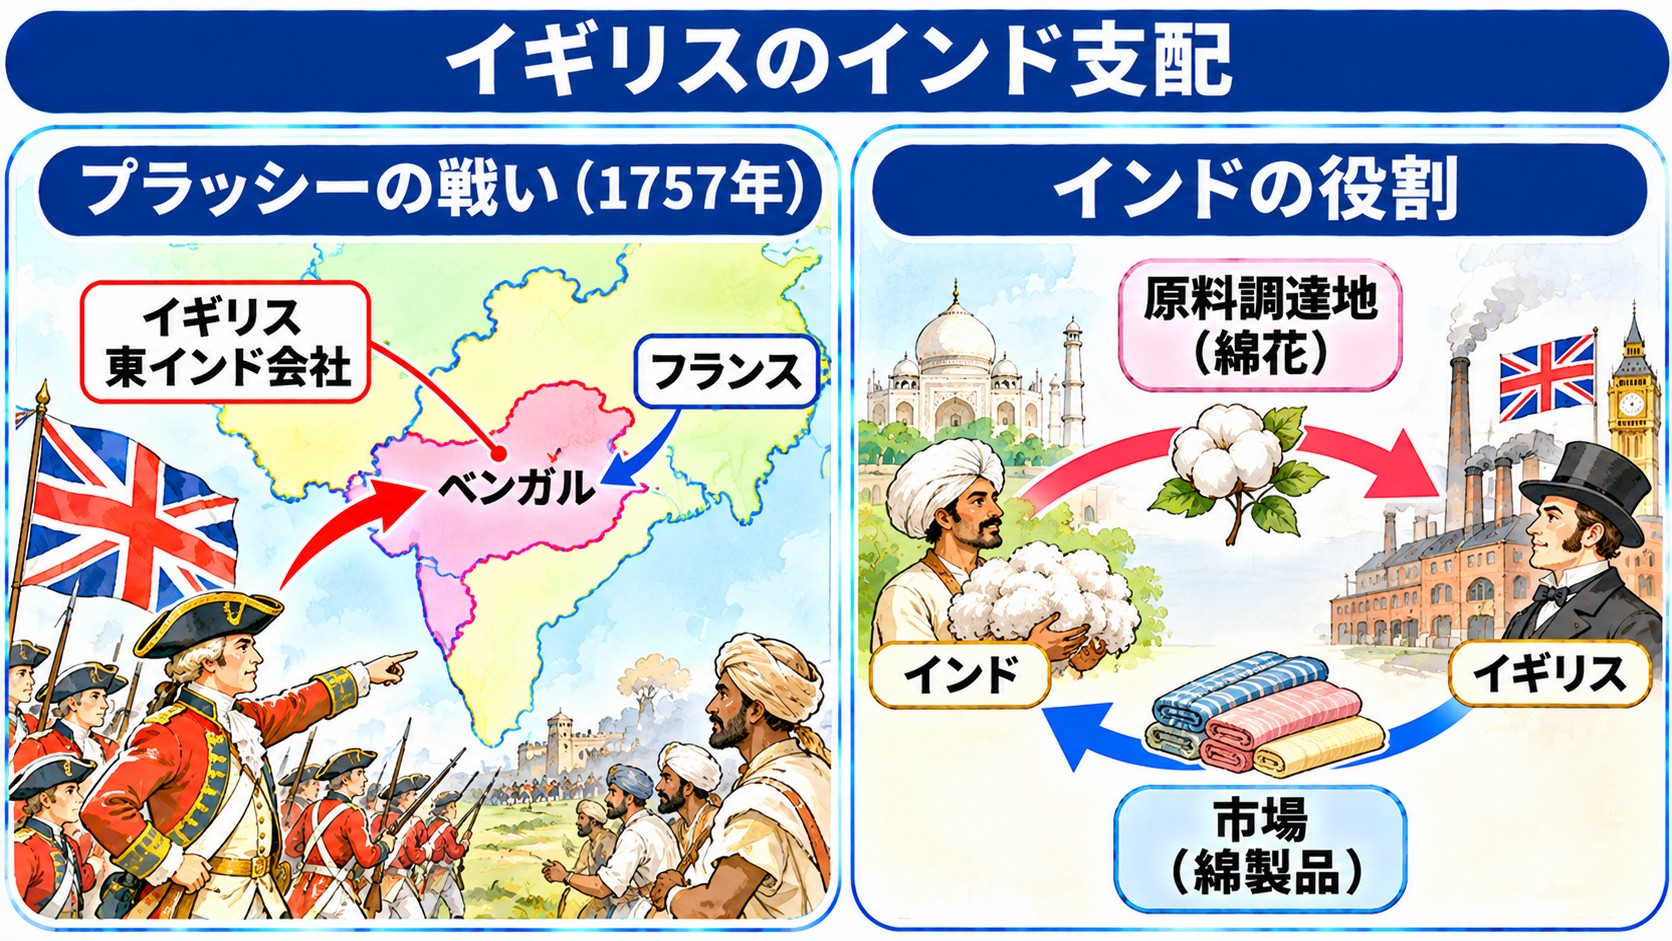 イギリスのインド支配
プラッシーの戦い（1757年）
イギリス
東インド会社
フランス
ベンガル
インドの役割
原料調達地
（綿花）
インド
イギリス
市場
（綿製品）